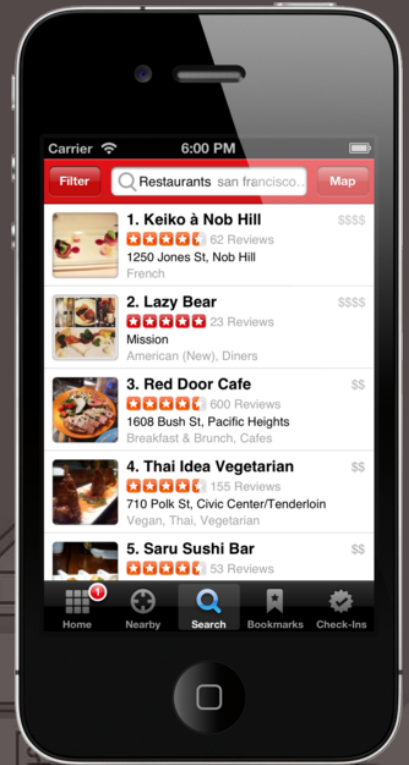 Carrier 6:00 PM
Filter Restaurants san francisco... Map
1. Keiko à Nob Hill $$$$
62 Reviews
1250 Jones St, Nob Hill
French
2. Lazy Bear $$$$
23 Reviews
Mission
American (New), Diners
3. Red Door Cafe $$
600 Reviews
1608 Bush St, Pacific Heights
Breakfast & Brunch, Cafes
4. Thai Idea Vegetarian $$
155 Reviews
710 Polk St, Civic Center/Tenderloin
Vegan, Thai, Vegetarian
5. Saru Sushi Bar $$
53 Reviews
1
Home Nearby Search Bookmarks Check-Ins